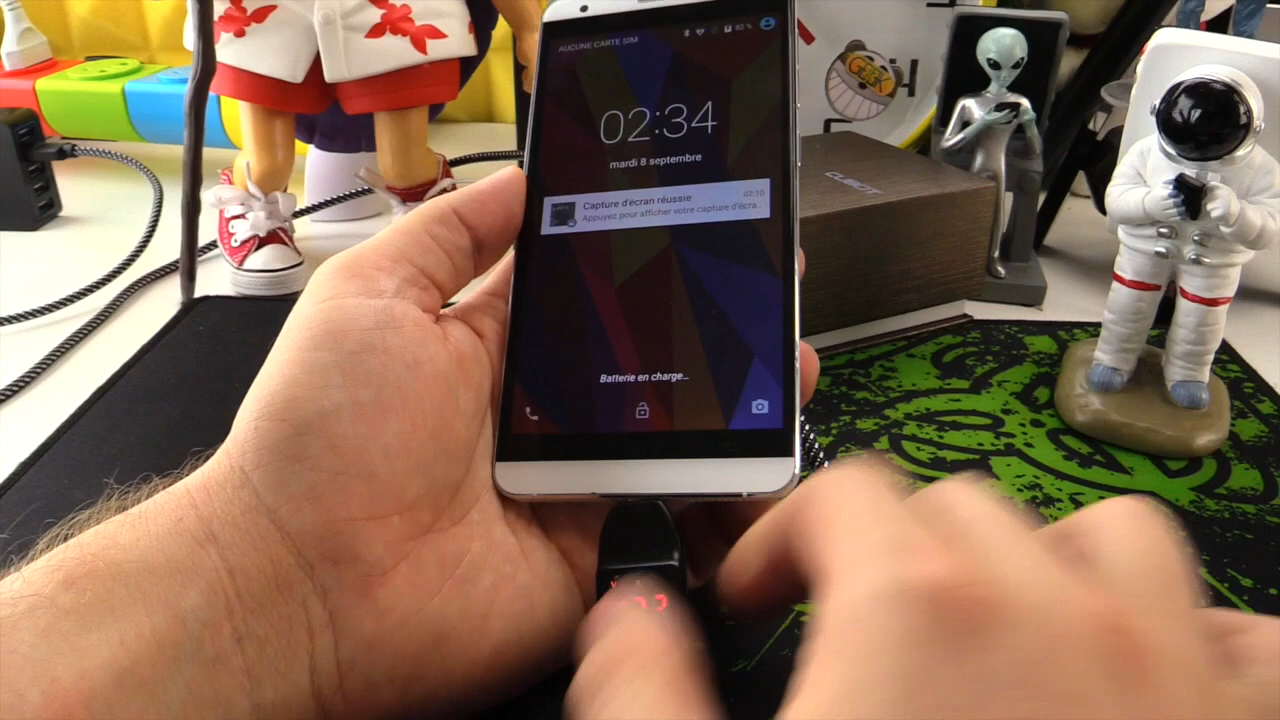 AUCUNE CARTE SIM
82 %
02:34
mardi 8 septembre
Capture d'écran réussie
02:10
Appuyez pour afficher votre capture d'écra...
Batterie en charge...
CUBOT